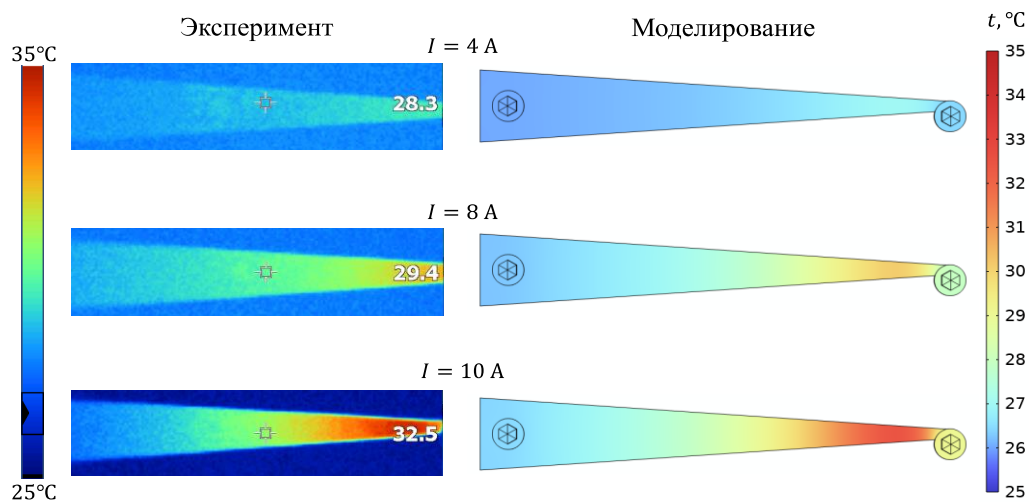 Эксперимент
Моделирование
t, °C
35°C
I = 4 A
28.3
I = 8 A
29.4
I = 10 A
32.5
25°C
35
34
33
32
31
30
29
28
27
26
25